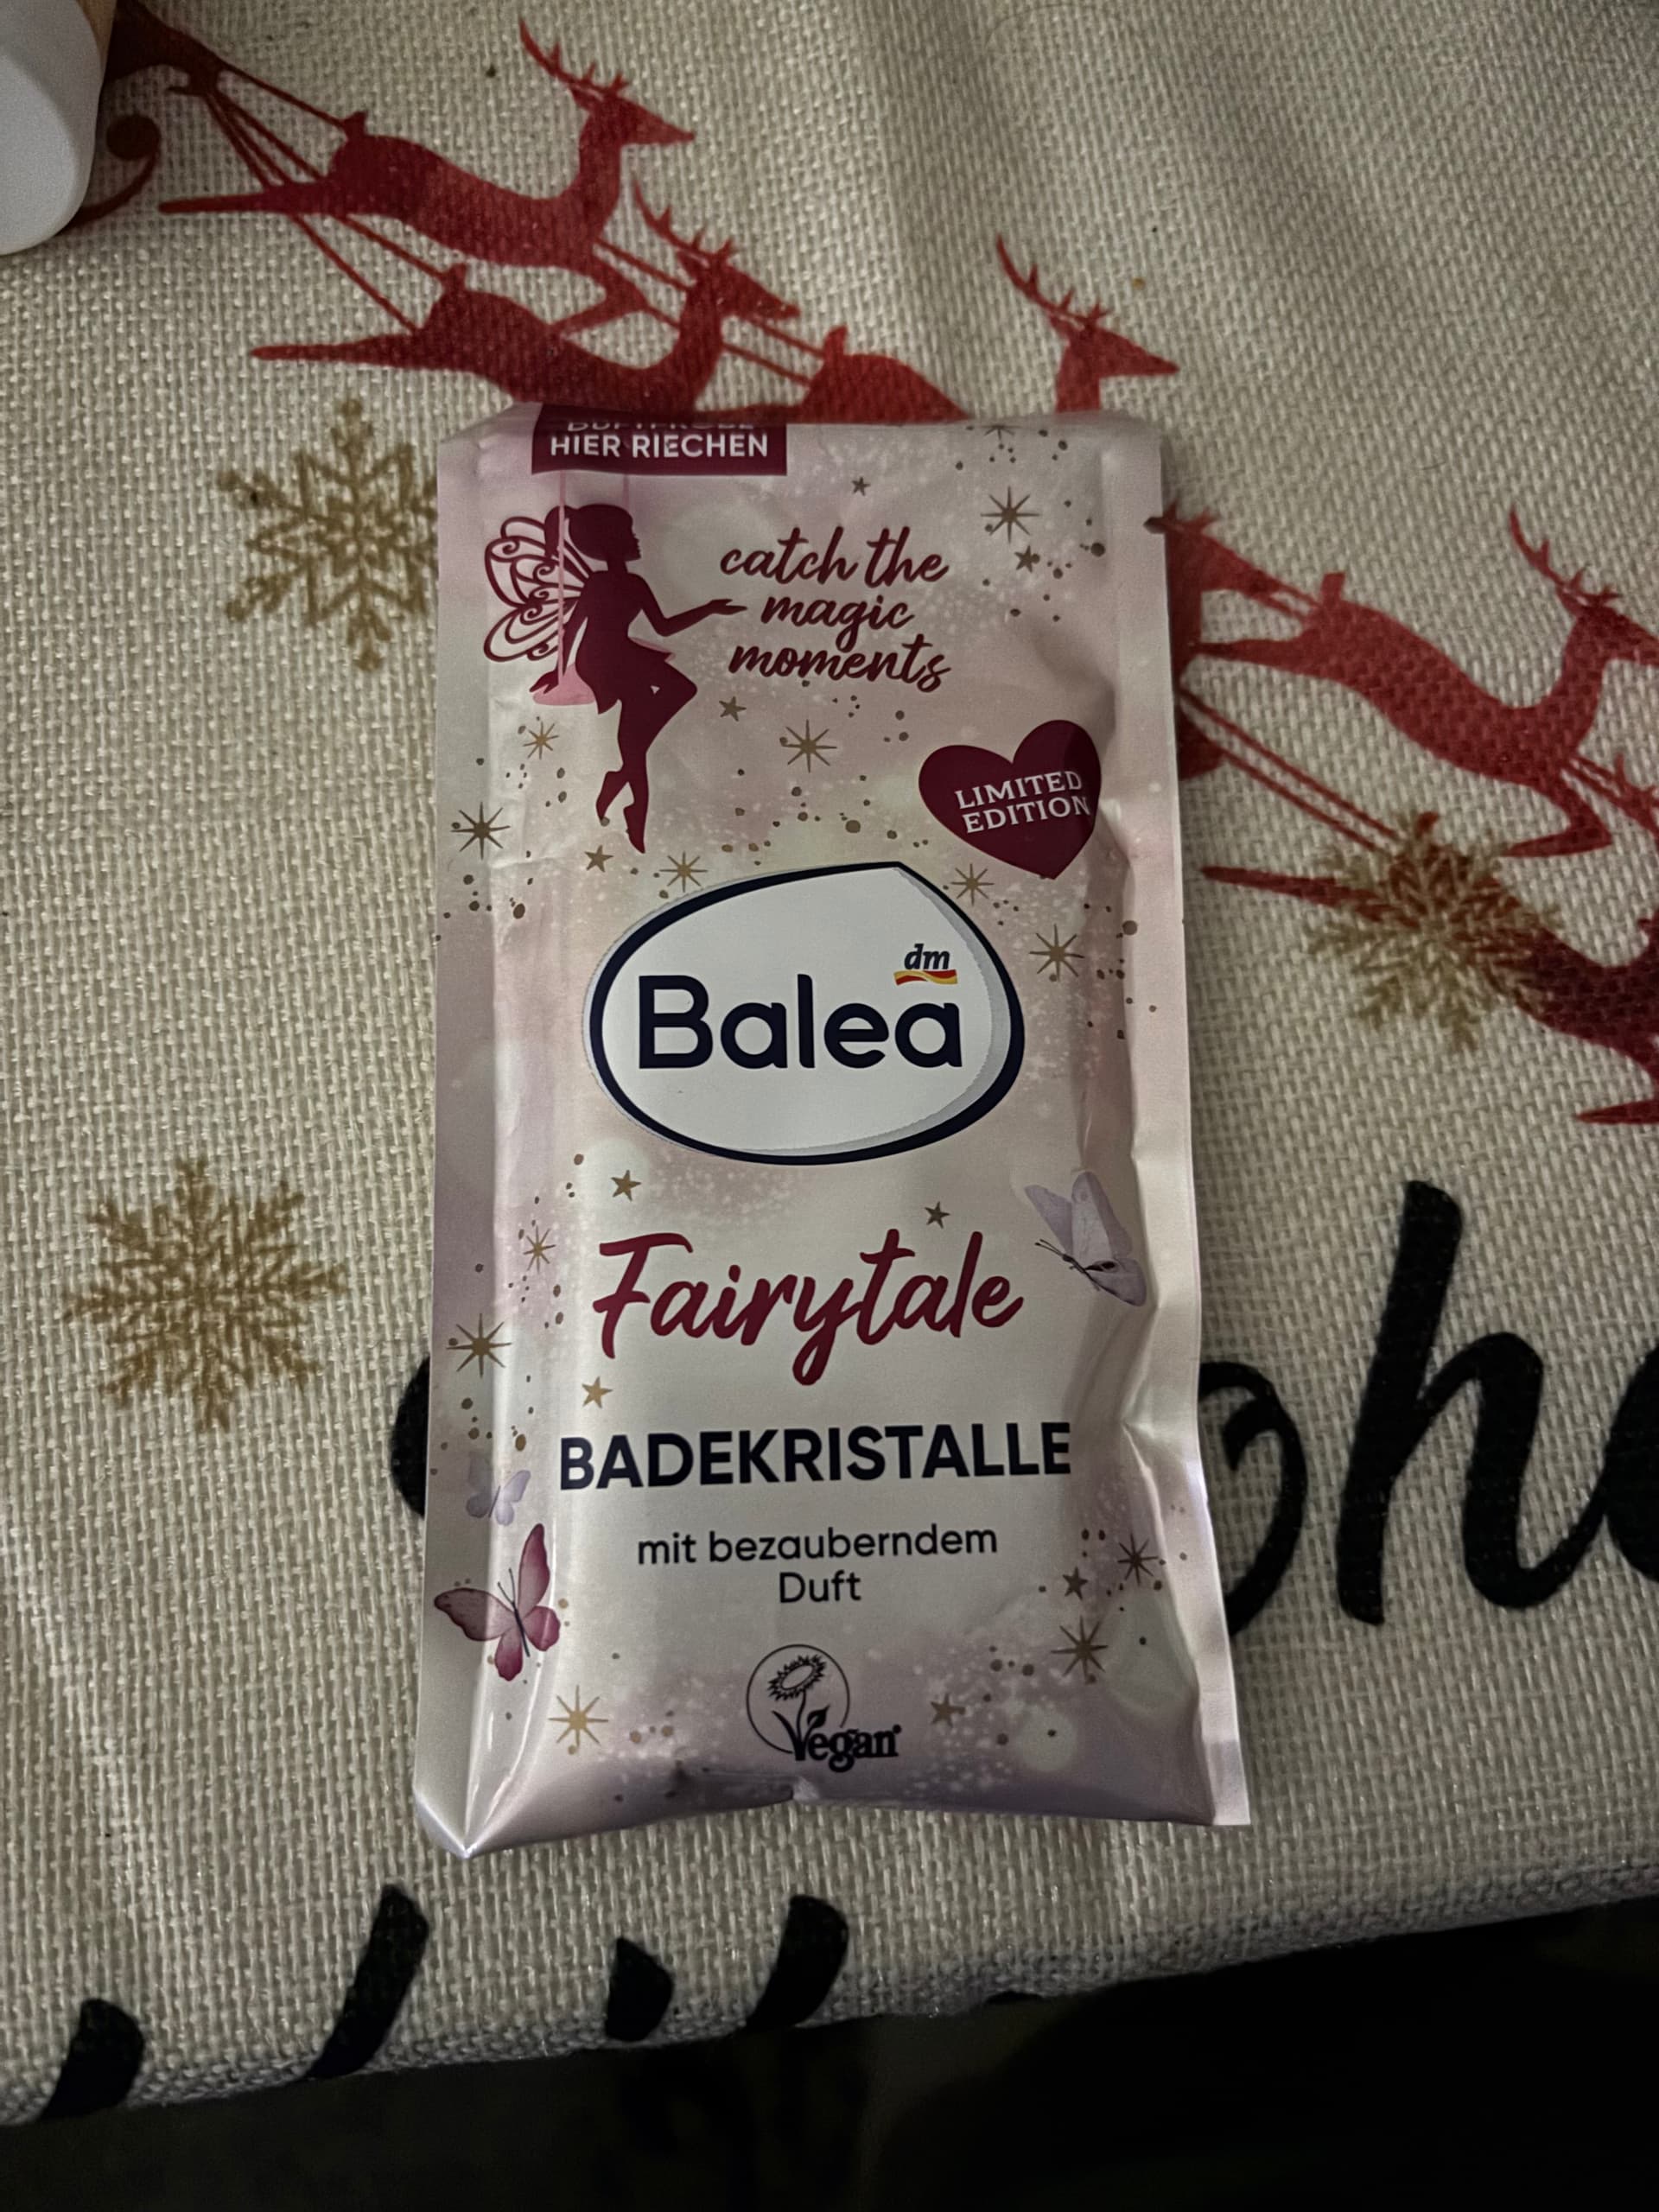 HIER RIECHEN
catch the
magic
moments
LIMITED
EDITION
dm
Balea
Fairytale
BADEKRISTALLE
mit bezauberndem
Duft
Vegan